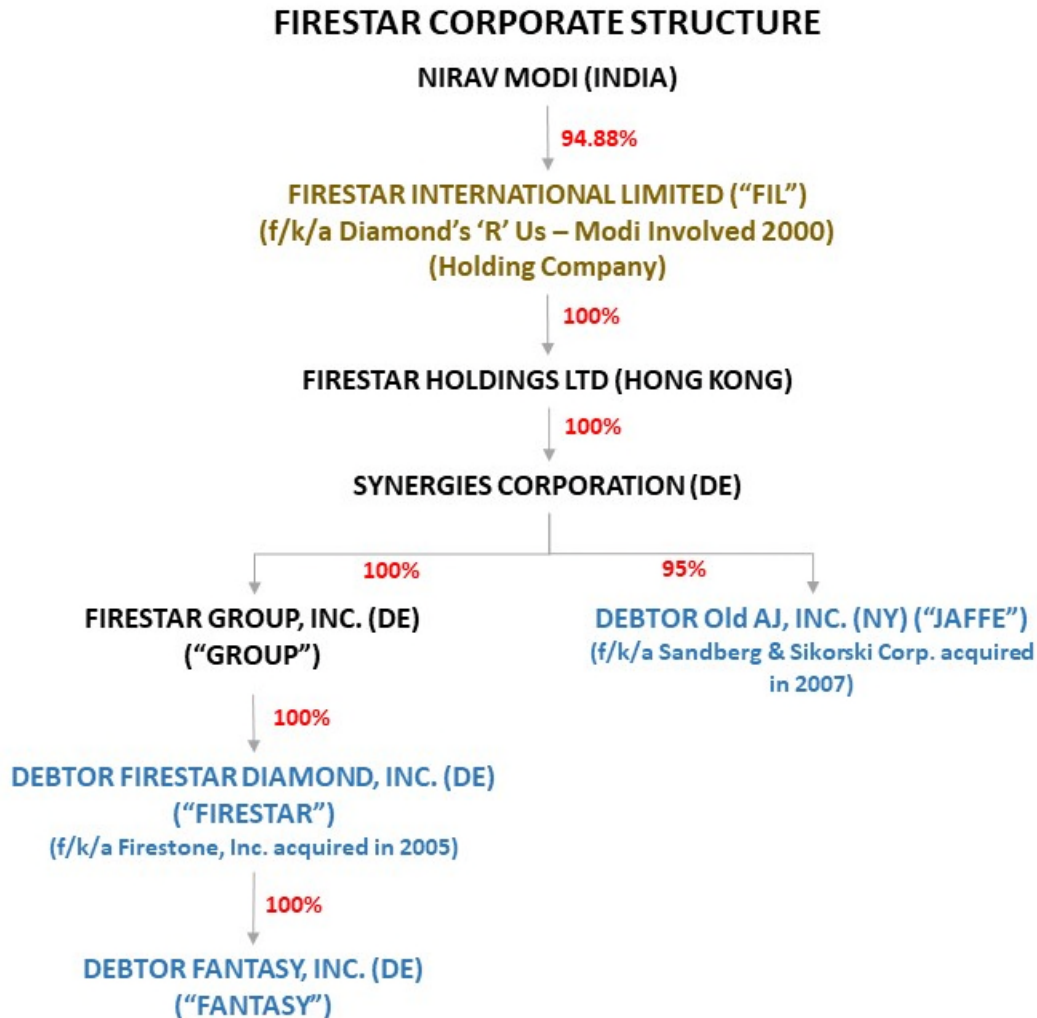 FIRESTAR CORPORATE STRUCTURE
NIRAV MODI (INDIA)
94.88%
FIRESTAR INTERNATIONAL LIMITED (“FIL”)
(f/k/a Diamond’s ‘R’ Us – Modi Involved 2000)
(Holding Company)
100%
FIRESTAR HOLDINGS LTD (HONG KONG)
100%
SYNERGIES CORPORATION (DE)
100%
95%
FIRESTAR GROUP, INC. (DE)
(“GROUP”)
DEBTOR Old AJ, INC. (NY) (“JAFFE”)
(f/k/a Sandberg & Sikorski Corp. acquired
in 2007)
100%
DEBTOR FIRESTAR DIAMOND, INC. (DE)
(“FIRESTAR”)
(f/k/a Firestone, Inc. acquired in 2005)
100%
DEBTOR FANTASY, INC. (DE)
(“FANTASY”)